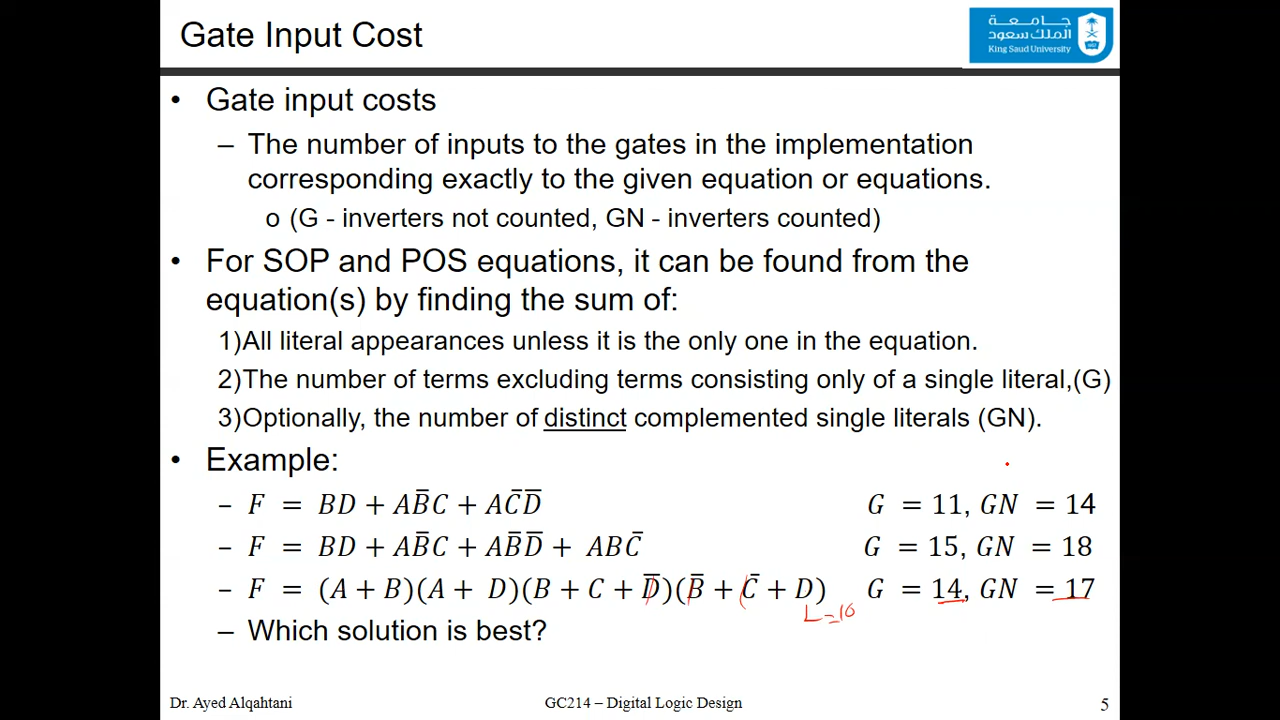 Gate Input Cost
جـامـعـة
الملك سعود
King Saud University
• Gate input costs
– The number of inputs to the gates in the implementation
corresponding exactly to the given equation or equations.
o (G - inverters not counted, GN - inverters counted)
• For SOP and POS equations, it can be found from the
equation(s) by finding the sum of:
1)All literal appearances unless it is the only one in the equation.
2)The number of terms excluding terms consisting only of a single literal,(G)
3)Optionally, the number of distinct complemented single literals (GN).
• Example:
– F = BD + AB̅C + AC̅D̅ G = 11, GN = 14
– F = BD + AB̅C + AB̅D̅ + ABC̅ G = 15, GN = 18
– F = (A + B)(A + D)(B + C + D̅)(B̅ + C̅ + D) G = 14, GN = 17
L=10
– Which solution is best?
Dr. Ayed Alqahtani GC214 – Digital Logic Design 5